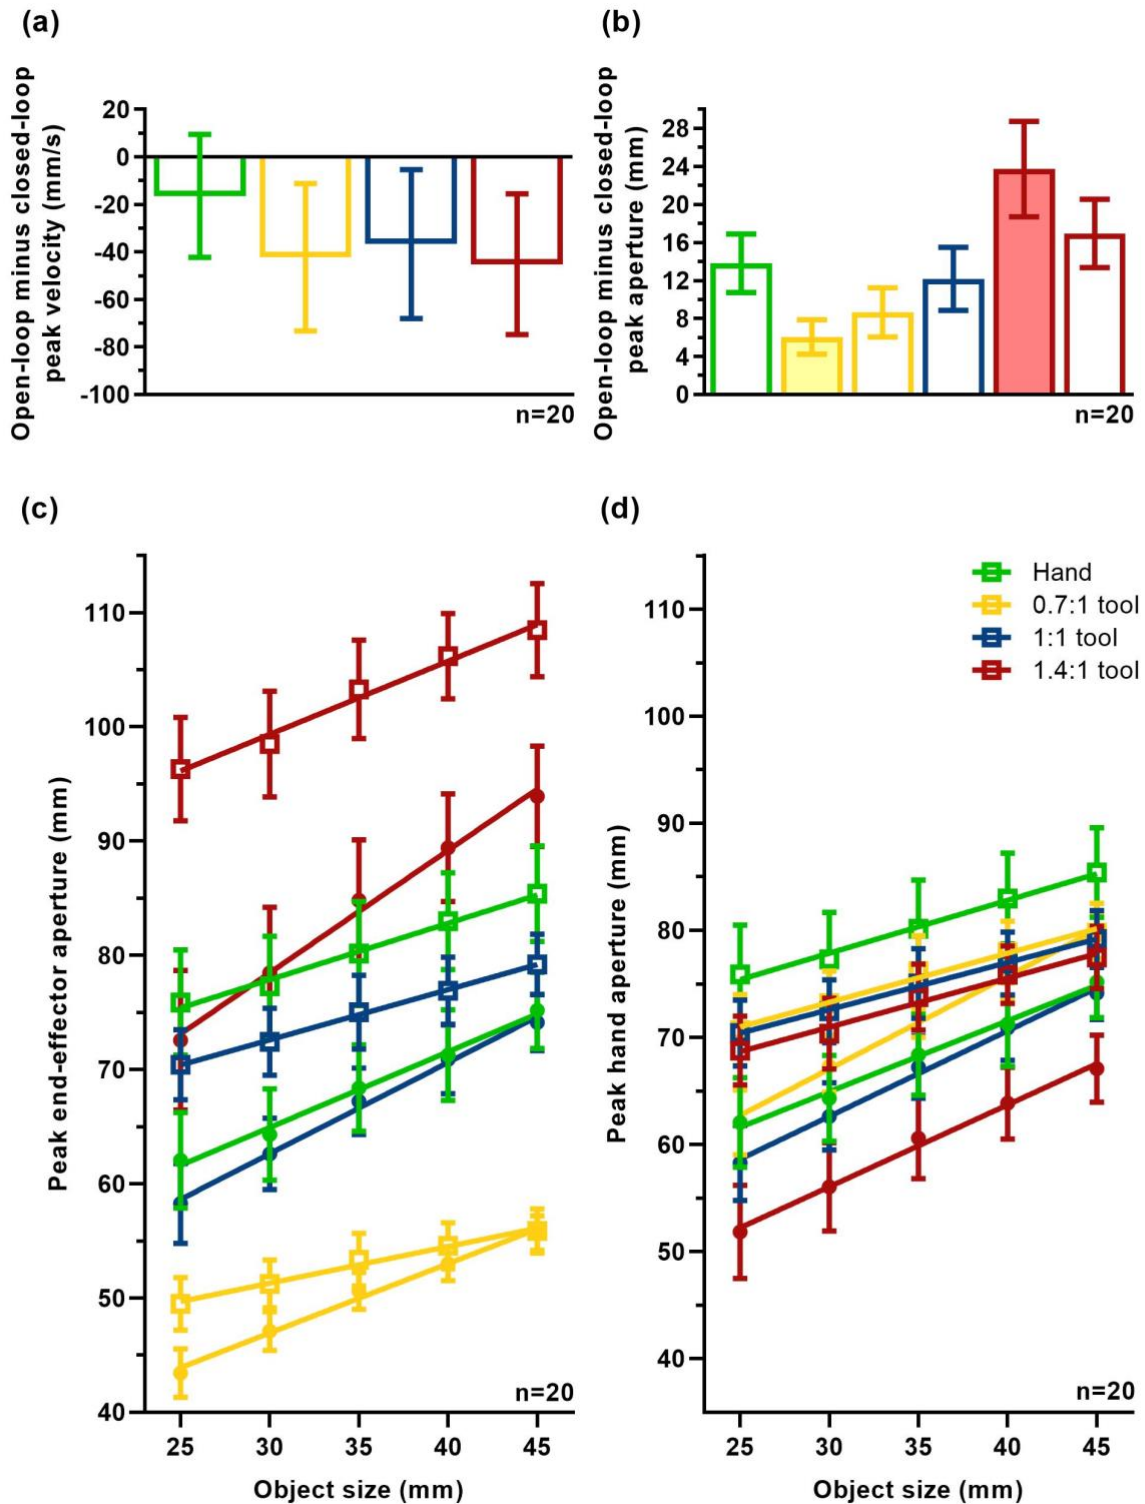 (a)
Open-loop minus closed-loop
peak velocity (mm/s)
20
0
-20
-40
-60
-80
-100
n=20
(b)
Open-loop minus closed-loop
peak aperture (mm)
28
24
20
16
12
8
4
0
n=20
(c)
Peak end-effector aperture (mm)
110
100
90
80
70
60
50
40
n=20
25 30 35 40 45
Object size (mm)
(d)
Peak hand aperture (mm)
110
100
90
80
70
60
50
40
Hand
0.7:1 tool
1:1 tool
1.4:1 tool
n=20
25 30 35 40 45
Object size (mm)